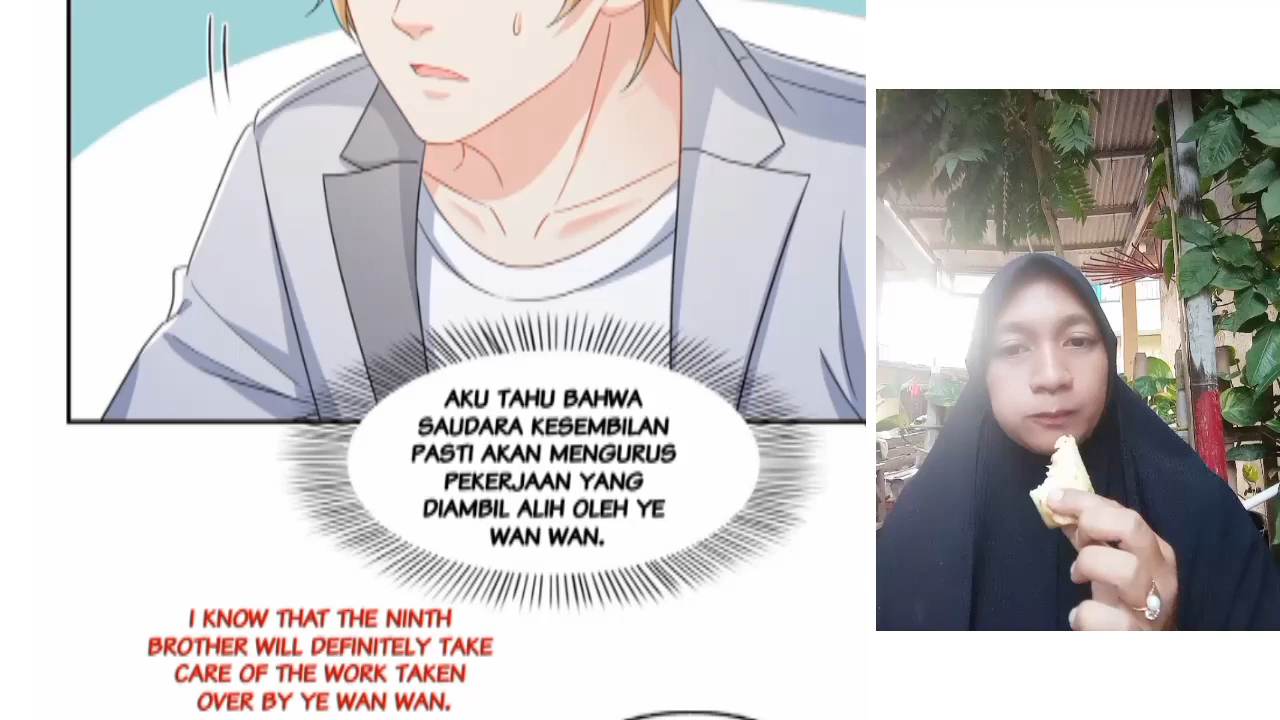 AKU TAHU BAHWA
SAUDARA KESEMBILAN
PASTI AKAN MENGURUS
PEKERJAAN YANG
DIAMBIL ALIH OLEH YE
WAN WAN.
I KNOW THAT THE NINTH
BROTHER WILL DEFINITELY TAKE
CARE OF THE WORK TAKEN
OVER BY YE WAN WAN.